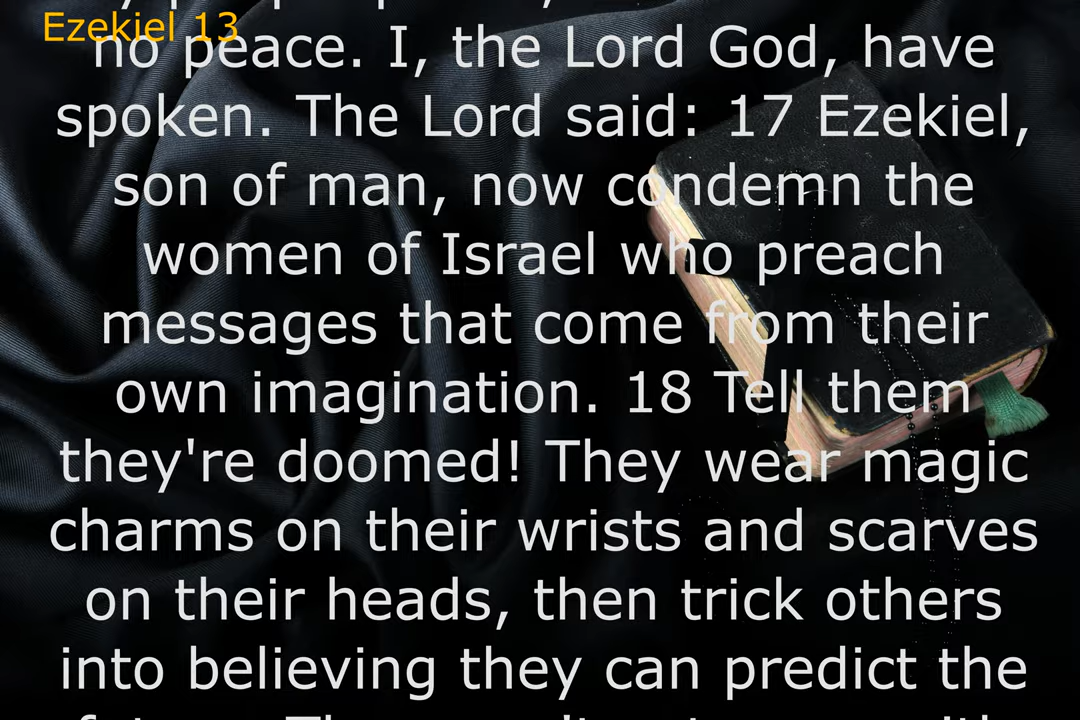 Ezekiel 13
no peace. I, the Lord God, have
spoken. The Lord said: 17 Ezekiel,
son of man, now condemn the
women of Israel who preach
messages that come from their
own imagination. 18 Tell them
they're doomed! They wear magic
charms on their wrists and scarves
on their heads, then trick others
into believing they can predict the